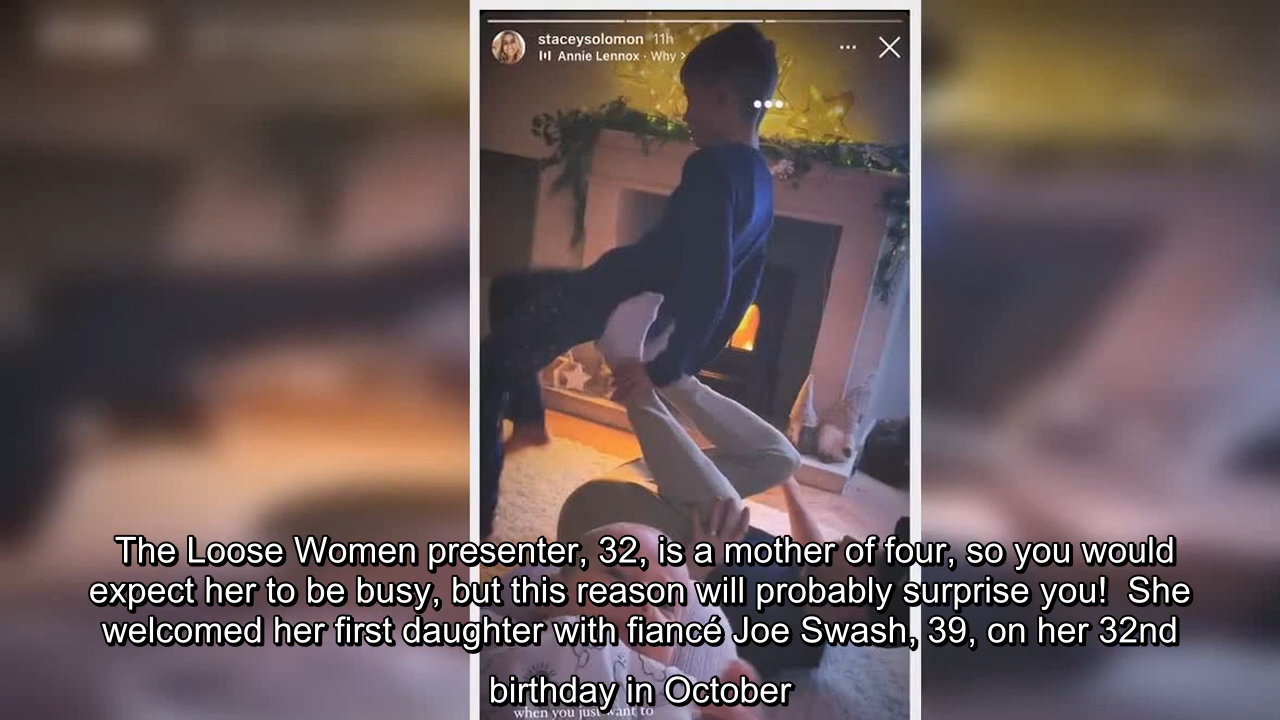 staceysolomon 11h
Annie Lennox · Why >
The Loose Women presenter, 32, is a mother of four, so you would
expect her to be busy, but this reason will probably surprise you!  She
welcomed her first daughter with fiancé Joe Swash, 39, on her 32nd
birthday in October
when you just want to